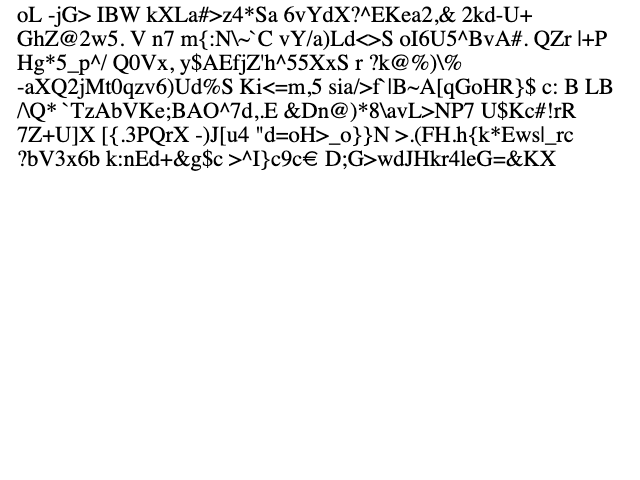 oL -jG> IBW kXLa#>z4*Sa 6vYdX?^EKea2,& 2kd-U+
GhZ@2w5. V n7 m{:N\~`C vY/a)Ld<>S oI6U5^BvA#. QZr |+P
Hg*5_p^/ Q0Vx, y$AEfjZ'h^55XxS r ?k@%)\%
-aXQ2jMt0qzv6)Ud%S Ki<=m,5 sia/>f`|B~A[qGoHR}$ c: B LB
/\Q* `TzAbVKe;BAO^7d,.E &Dn@)*8\avL>NP7 U$Kc#!rR
7Z+U]X [{.3PQrX -)J[u4 "d=oH>_o}}N >.(FH.h{k*Ews|_rc
?bV3x6b k:nEd+&g$c >^I}c9c€ D;G>wdJHkr4leG=&KX